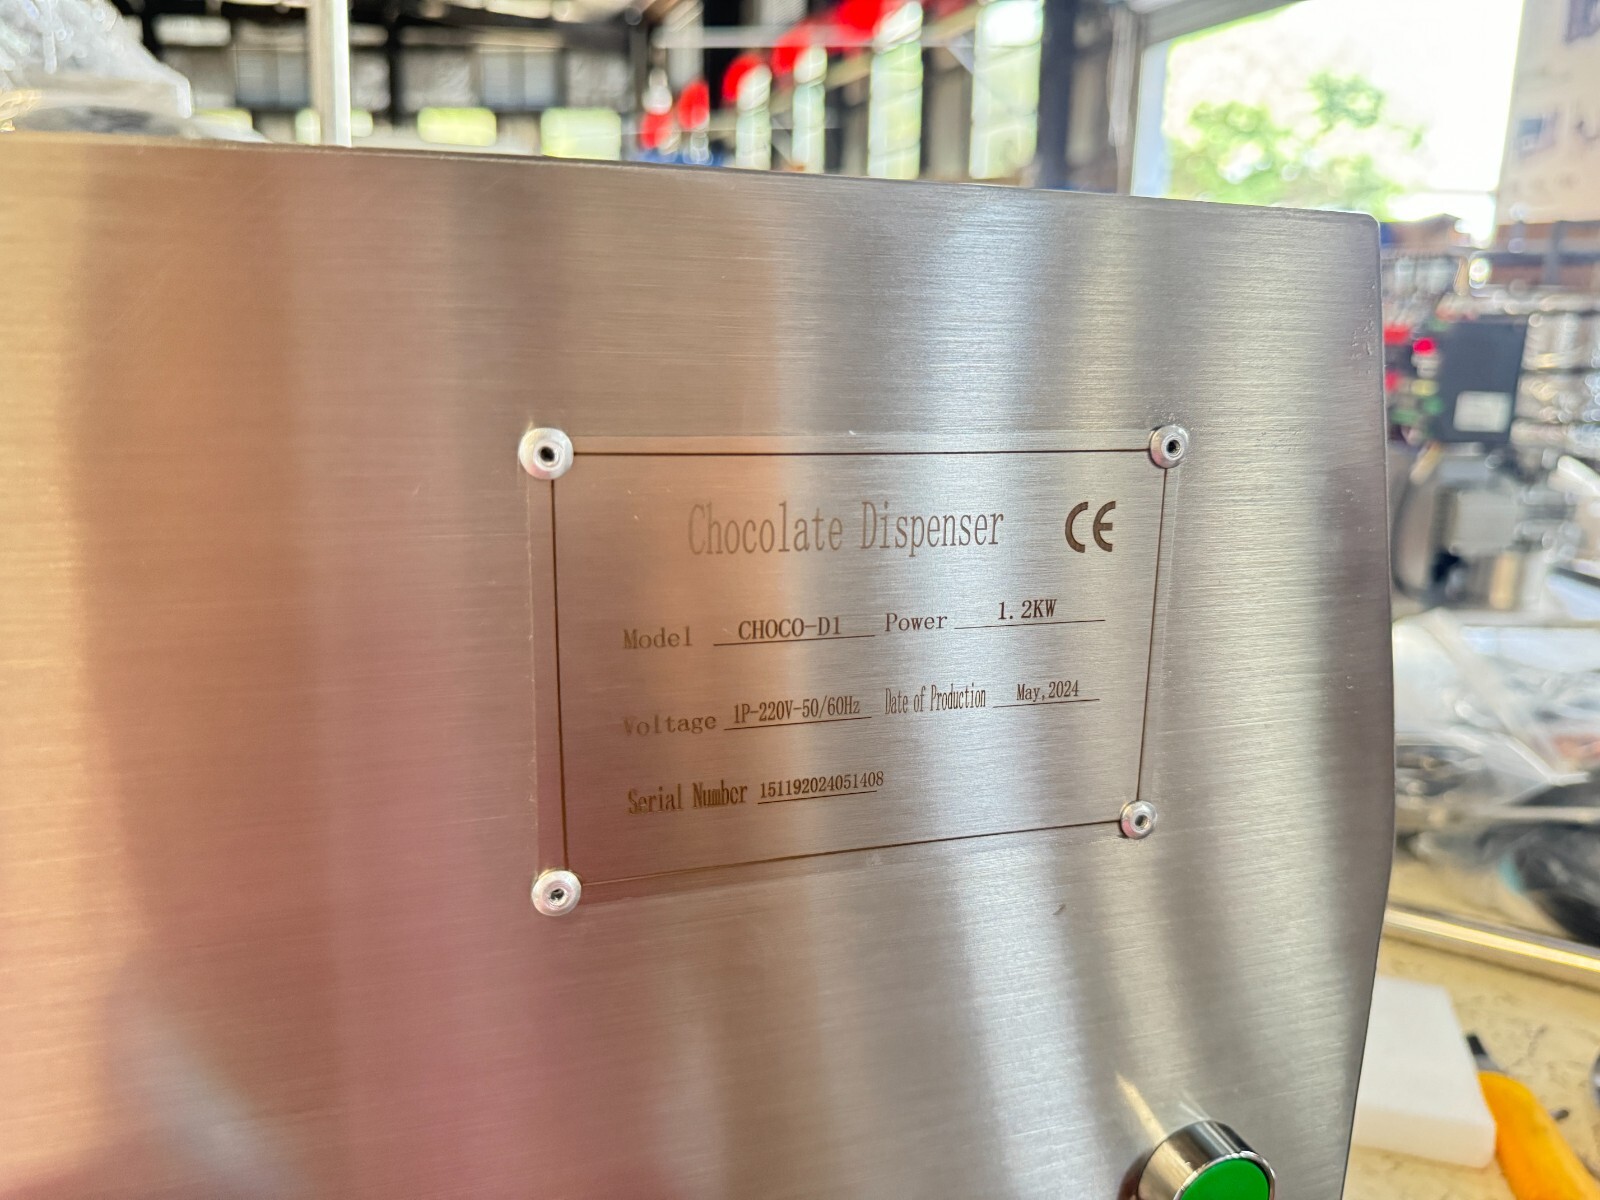 Chocolate Dispenser CE
Model CHOCO-D1 Power 1.2KW
Voltage 1P-220V-50/60Hz Date of Production May,2024
Serial Number 151192024051408